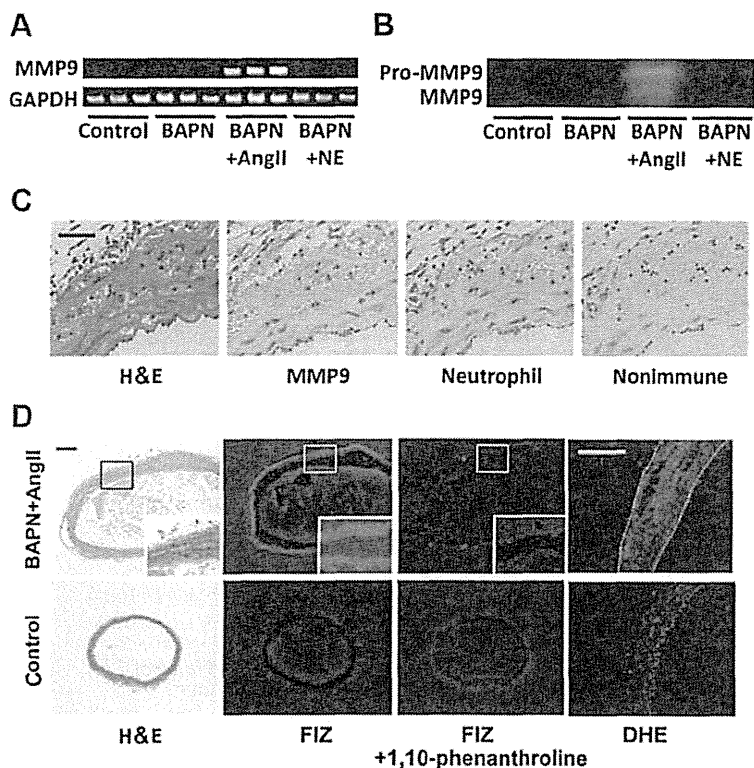 A
MMP9
GAPDH
Control BAPN BAPN BAPN
+AngII +NE
B
Pro-MMP9
MMP9
Control BAPN BAPN BAPN
+AngII +NE
C
H&E MMP9 Neutrophil Nonimmune
D
BAPN+AngII
Control
H&E FIZ FIZ DHE
+1,10-phenanthroline